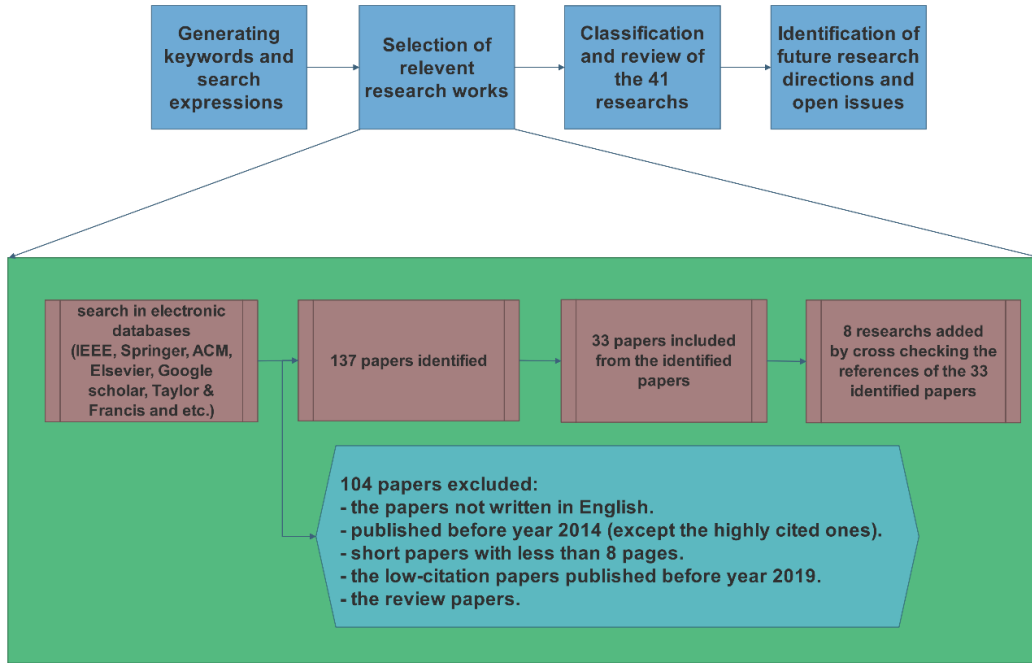 Generating
keywords and
search
expressions
Selection of
relevent
research works
Classification
and review of
the 41
researchs
Identification of
future research
directions and
open issues
search in electronic
databases
(IEEE, Springer, ACM,
Elsevier, Google
scholar, Taylor &
Francis and etc.)
137 papers identified
33 papers included
from the identified
papers
8 researchs added
by cross checking the
references of the 33
identified papers
104 papers excluded:
- the papers not written in English.
- published before year 2014 (except the highly cited ones).
- short papers with less than 8 pages.
- the low-citation papers published before year 2019.
- the review papers.